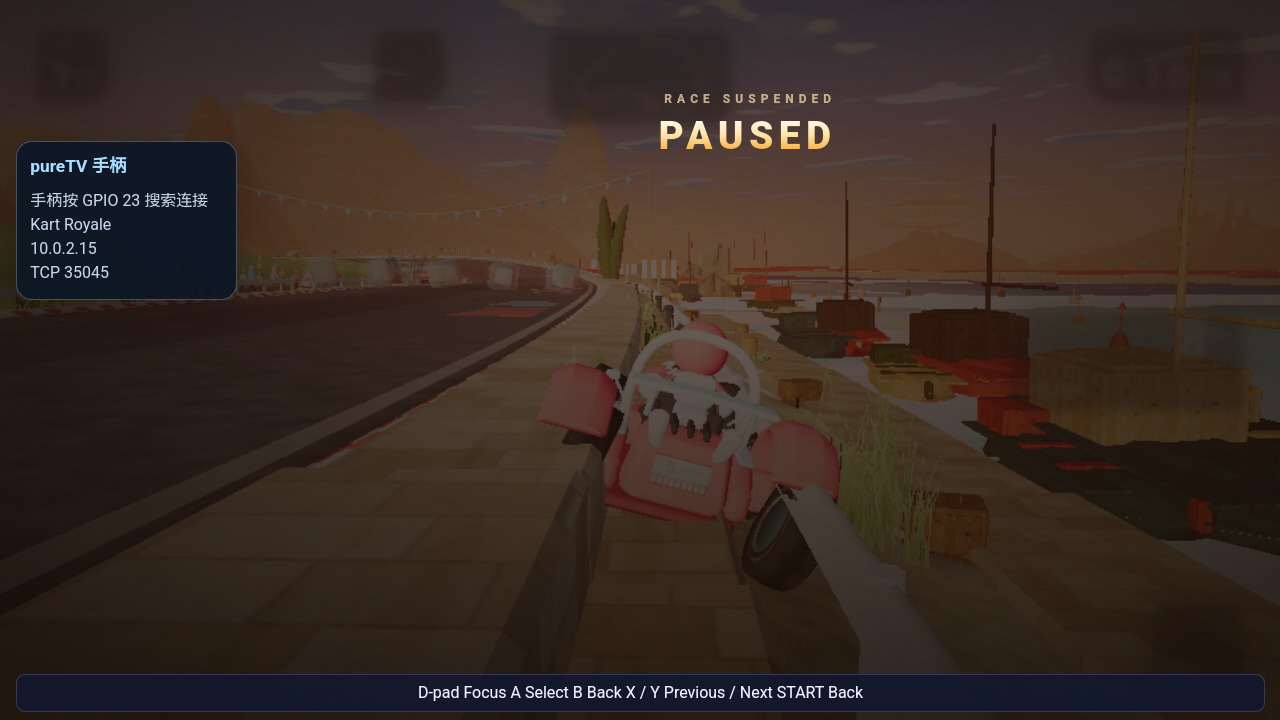 RACE SUSPENDED
PAUSED
pureTV 手柄
手柄按 GPIO 23 搜索连接
Kart Royale
10.0.2.15
TCP 35045
D-pad Focus A Select B Back X / Y Previous / Next START Back